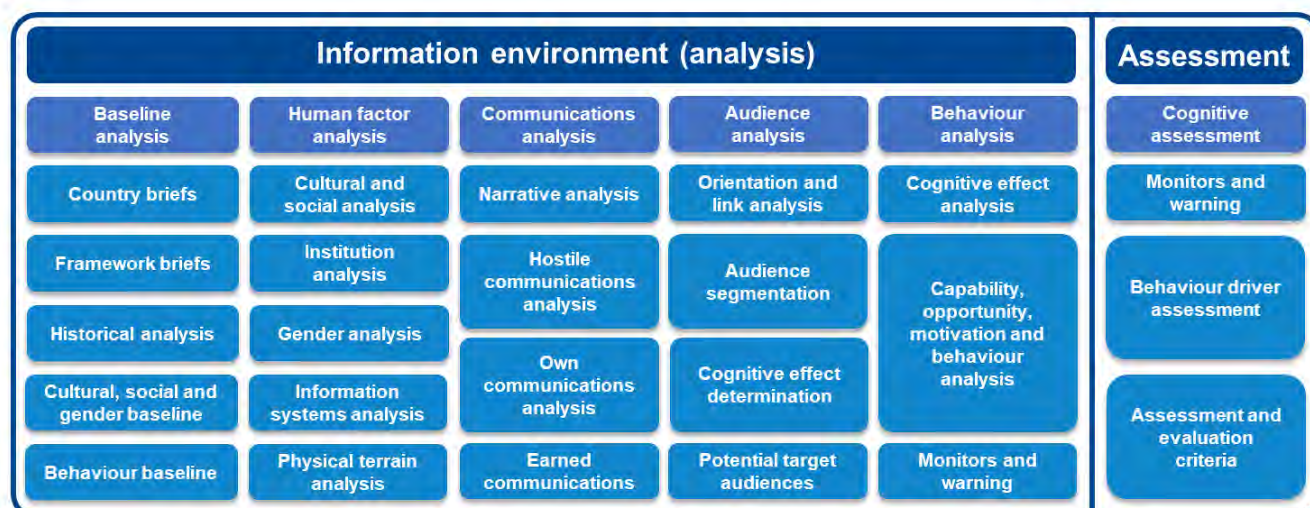 Information environment (analysis)
Assessment
Baseline
analysis
Human factor
analysis
Communications
analysis
Audience
analysis
Behaviour
analysis
Cognitive
assessment
Country briefs
Cultural and
social analysis
Narrative analysis
Orientation and
link analysis
Cognitive effect
analysis
Monitors and
warning
Framework briefs
Institution
analysis
Hostile
communications
analysis
Audience
segmentation
Capability,
opportunity,
motivation and
behaviour
analysis
Behaviour driver
assessment
Historical analysis
Gender analysis
Own
communications
analysis
Cognitive effect
determination
Cultural, social and
gender baseline
Information
systems analysis
Assessment and
evaluation
criteria
Behaviour baseline
Physical terrain
analysis
Earned
communications
Potential target
audiences
Monitors and
warning